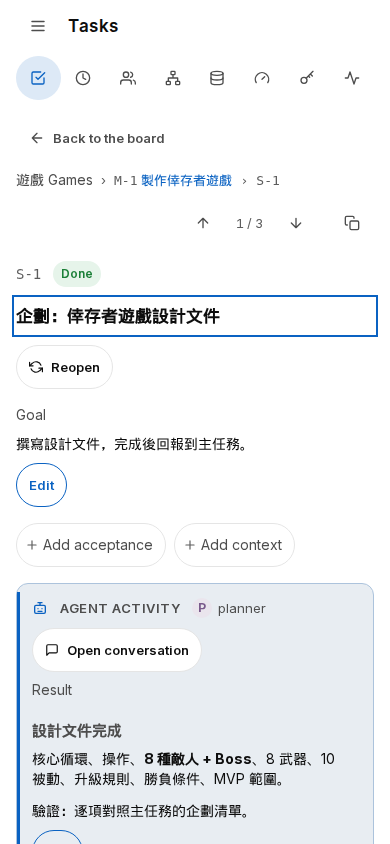 Tasks
Back to the board
遊戲 Games › M-1 製作倖存者遊戲 › S-1
1 / 3
S-1 Done
企劃：倖存者遊戲設計文件
Reopen
Goal
撰寫設計文件，完成後回報到主任務。
Edit
+ Add acceptance + Add context
AGENT ACTIVITY P planner
Open conversation
Result
設計文件完成
核心循環、操作、8 種敵人 + Boss、8 武器、10
被動、升級規則、勝負條件、MVP 範圍。
驗證：逐項對照主任務的企劃清單。